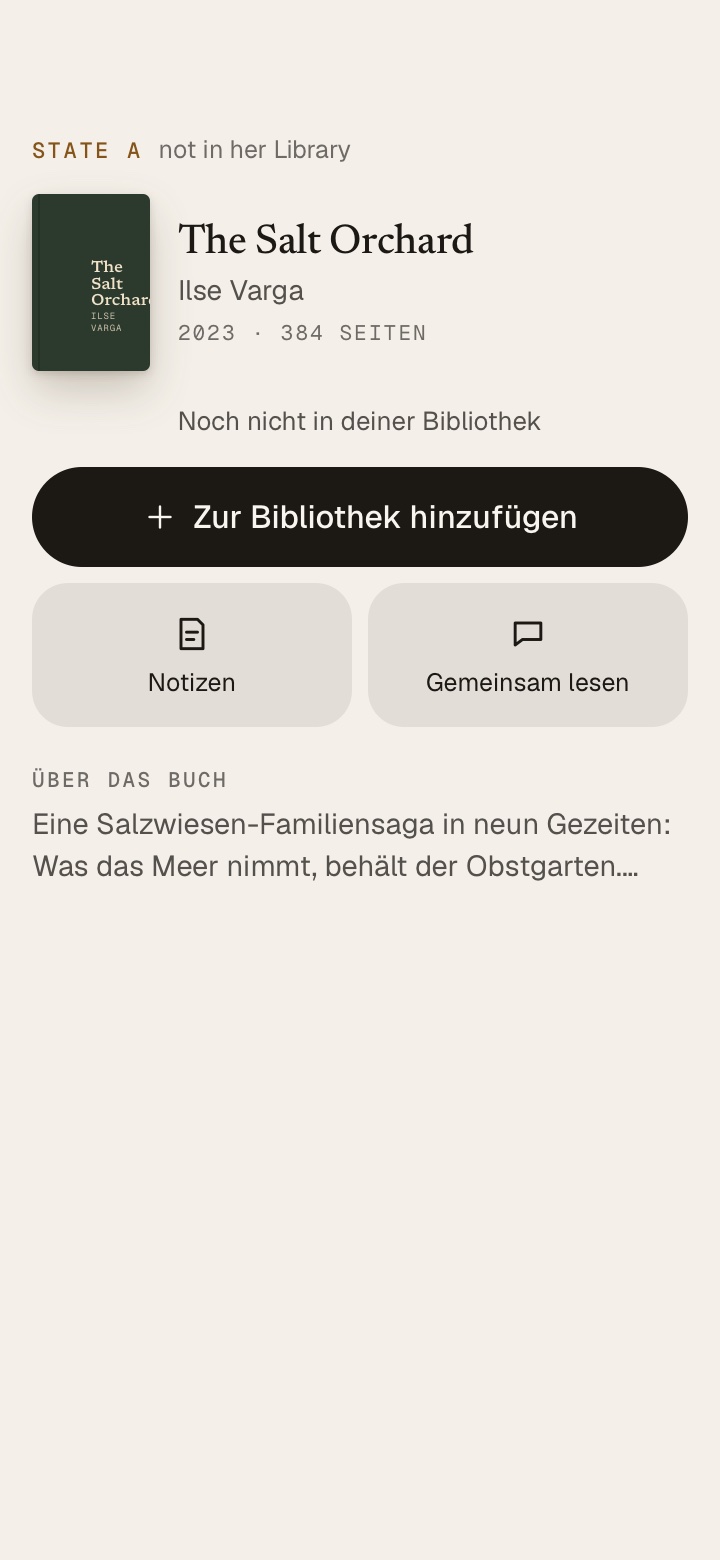 STATE A not in her Library
The
Salt
Orchard
ILSE
VARGA
The Salt Orchard
Ilse Varga
2023 · 384 SEITEN
Noch nicht in deiner Bibliothek
Zur Bibliothek hinzufügen
Notizen
Gemeinsam lesen
ÜBER DAS BUCH
Eine Salzwiesen-Familiensaga in neun Gezeiten:
Was das Meer nimmt, behält der Obstgarten.…